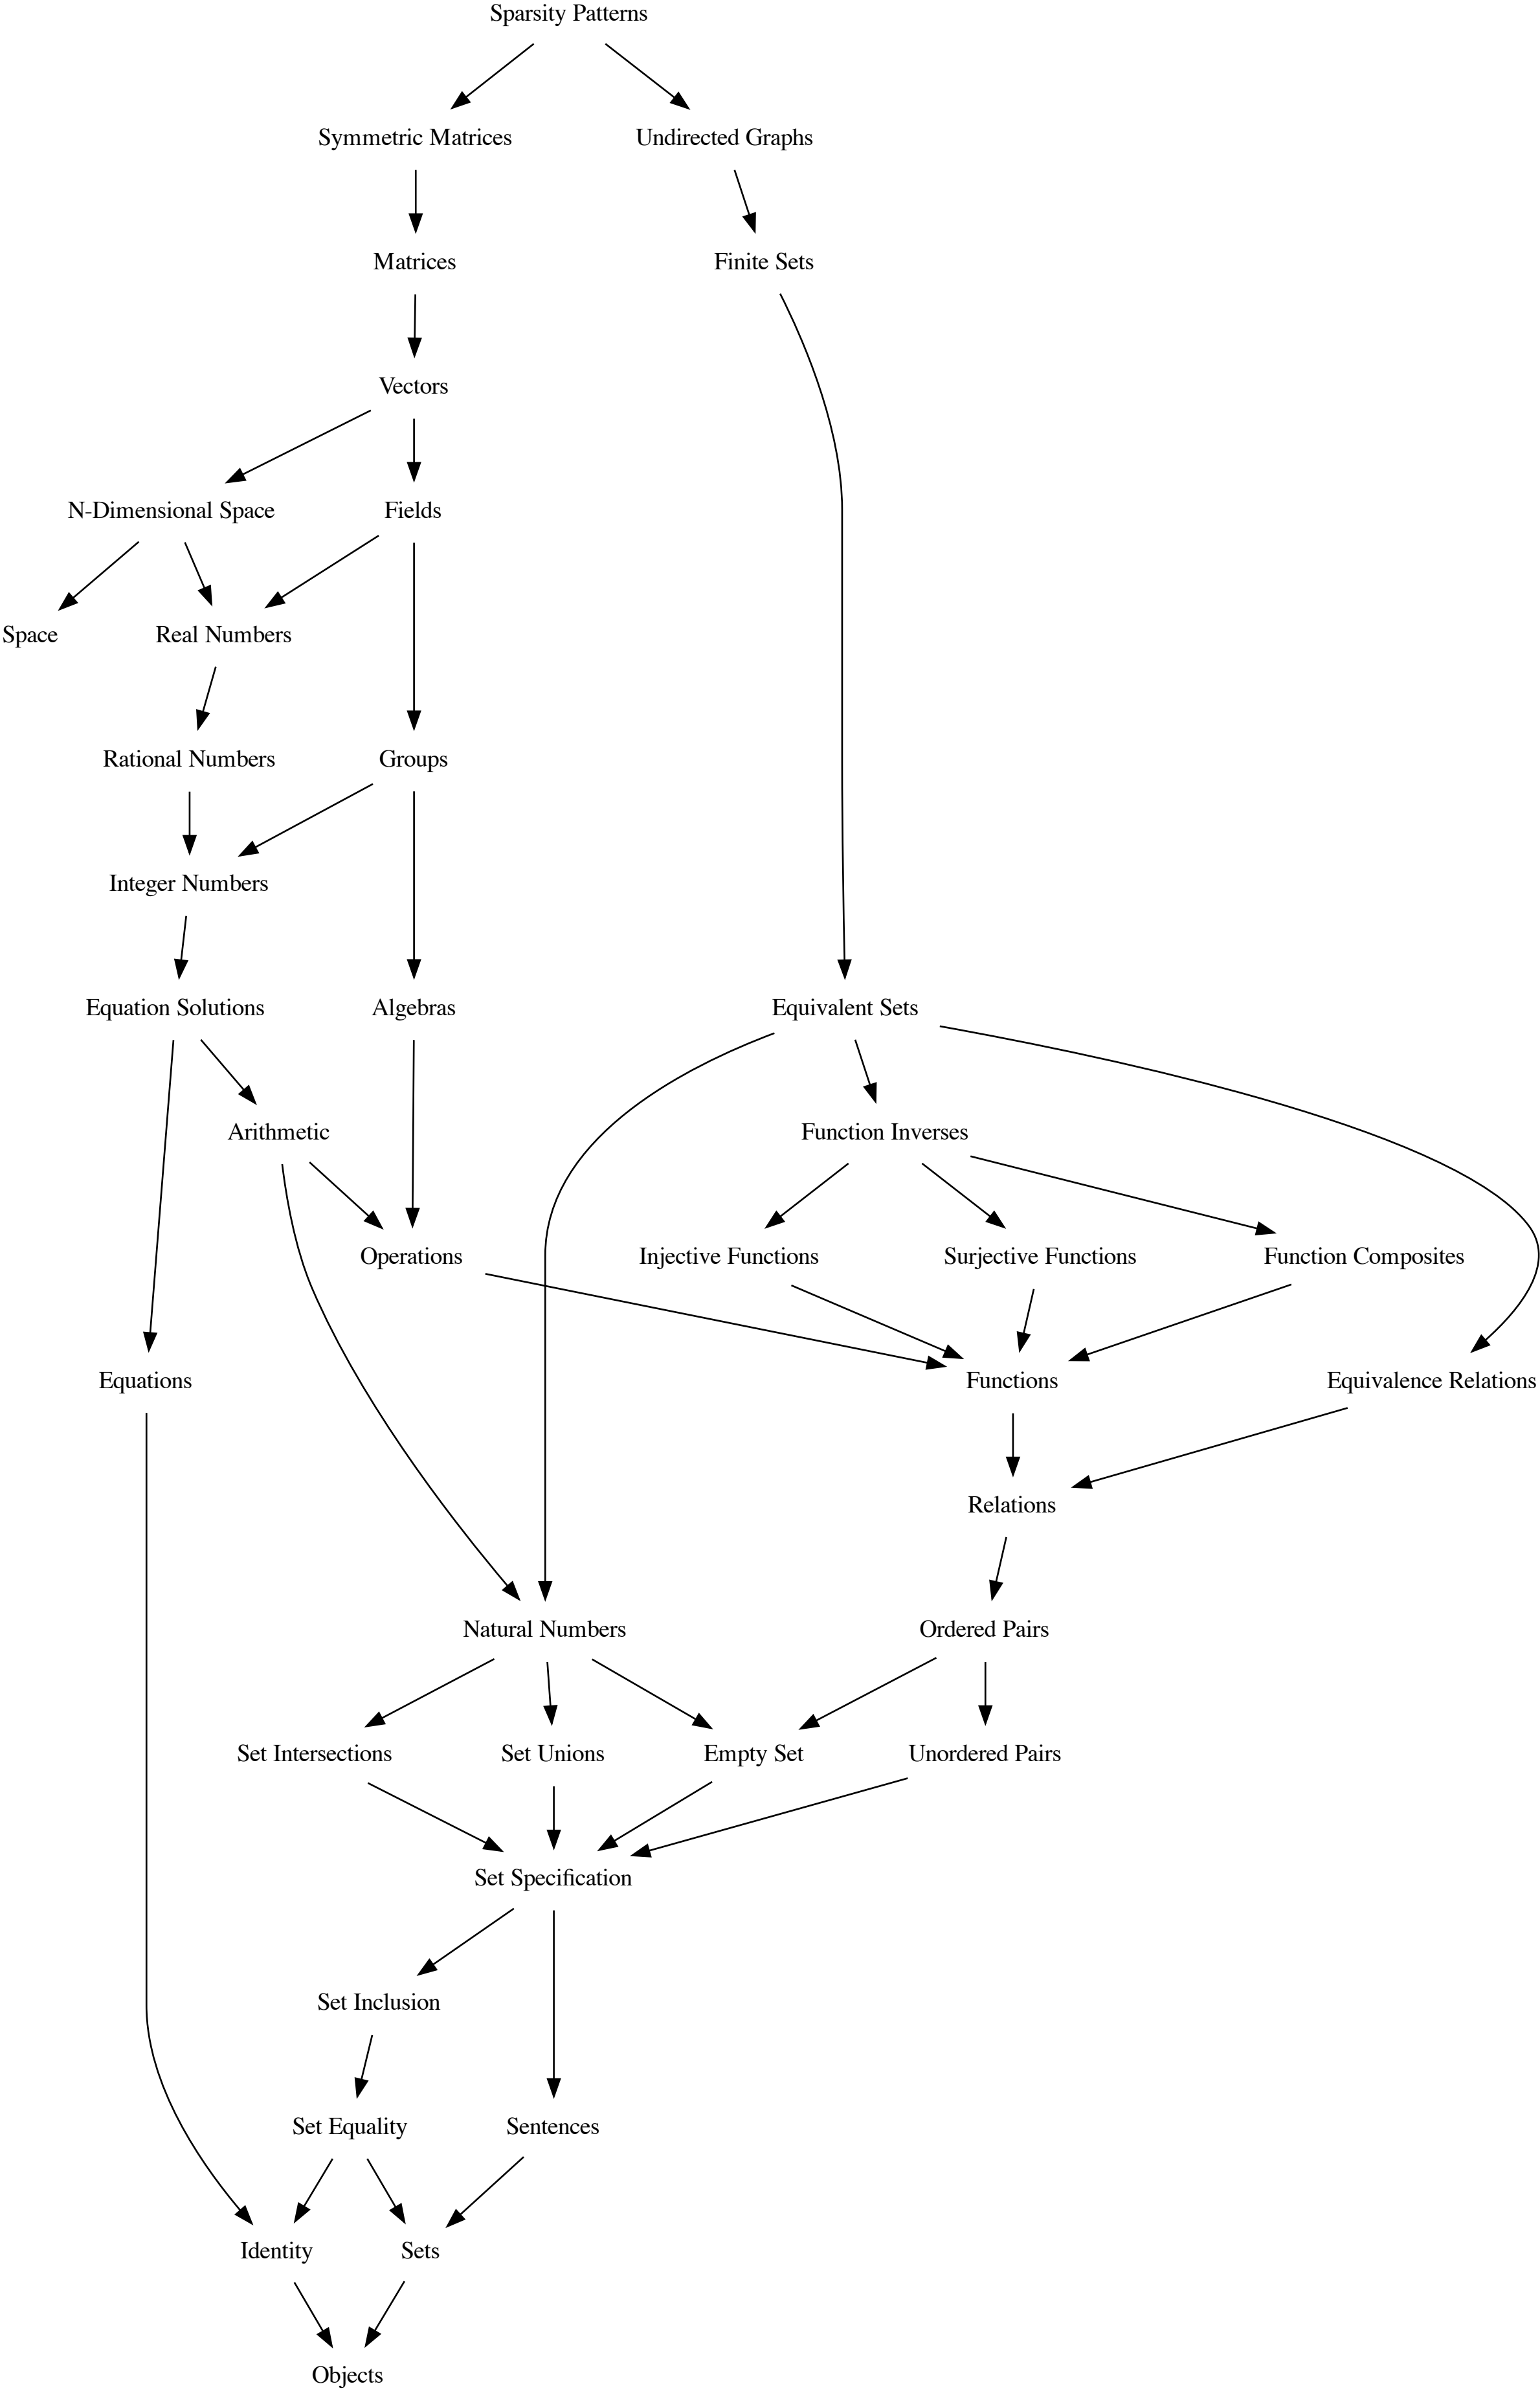 Sparsity Patterns
Symmetric Matrices
Undirected Graphs
Matrices
Finite Sets
Vectors
N-Dimensional Space
Fields
Space
Real Numbers
Rational Numbers
Groups
Integer Numbers
Equation Solutions
Algebras
Equivalent Sets
Arithmetic
Function Inverses
Operations
Injective Functions
Surjective Functions
Function Composites
Equations
Functions
Equivalence Relations
Relations
Natural Numbers
Ordered Pairs
Set Intersections
Set Unions
Empty Set
Unordered Pairs
Set Specification
Set Inclusion
Set Equality
Sentences
Identity
Sets
Objects